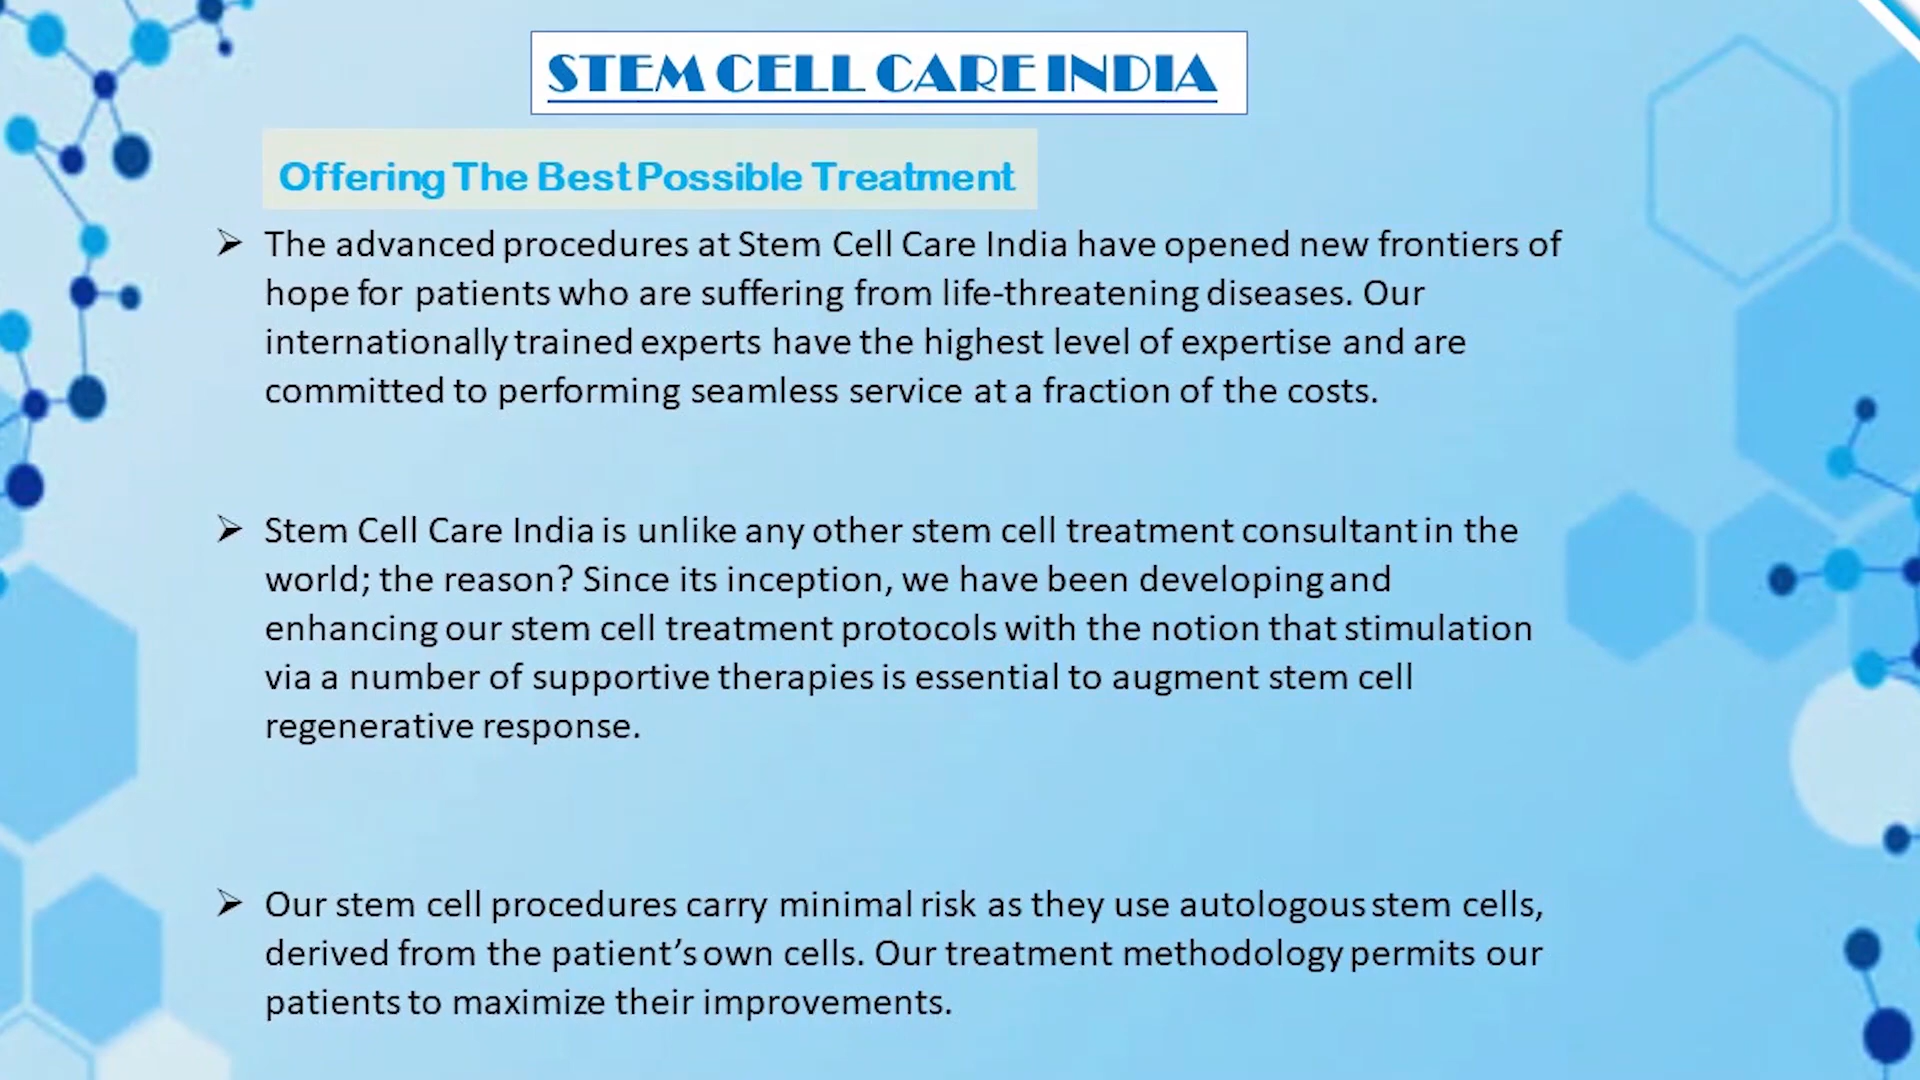 STEM CELL CARE INDIA
Offering The Best Possible Treatment
➢ The advanced procedures at Stem Cell Care India have opened new frontiers of
hope for patients who are suffering from life-threatening diseases. Our
internationally trained experts have the highest level of expertise and are
committed to performing seamless service at a fraction of the costs.
➢ Stem Cell Care India is unlike any other stem cell treatment consultant in the
world; the reason? Since its inception, we have been developing and
enhancing our stem cell treatment protocols with the notion that stimulation
via a number of supportive therapies is essential to augment stem cell
regenerative response.
➢ Our stem cell procedures carry minimal risk as they use autologous stem cells,
derived from the patient’s own cells. Our treatment methodology permits our
patients to maximize their improvements.